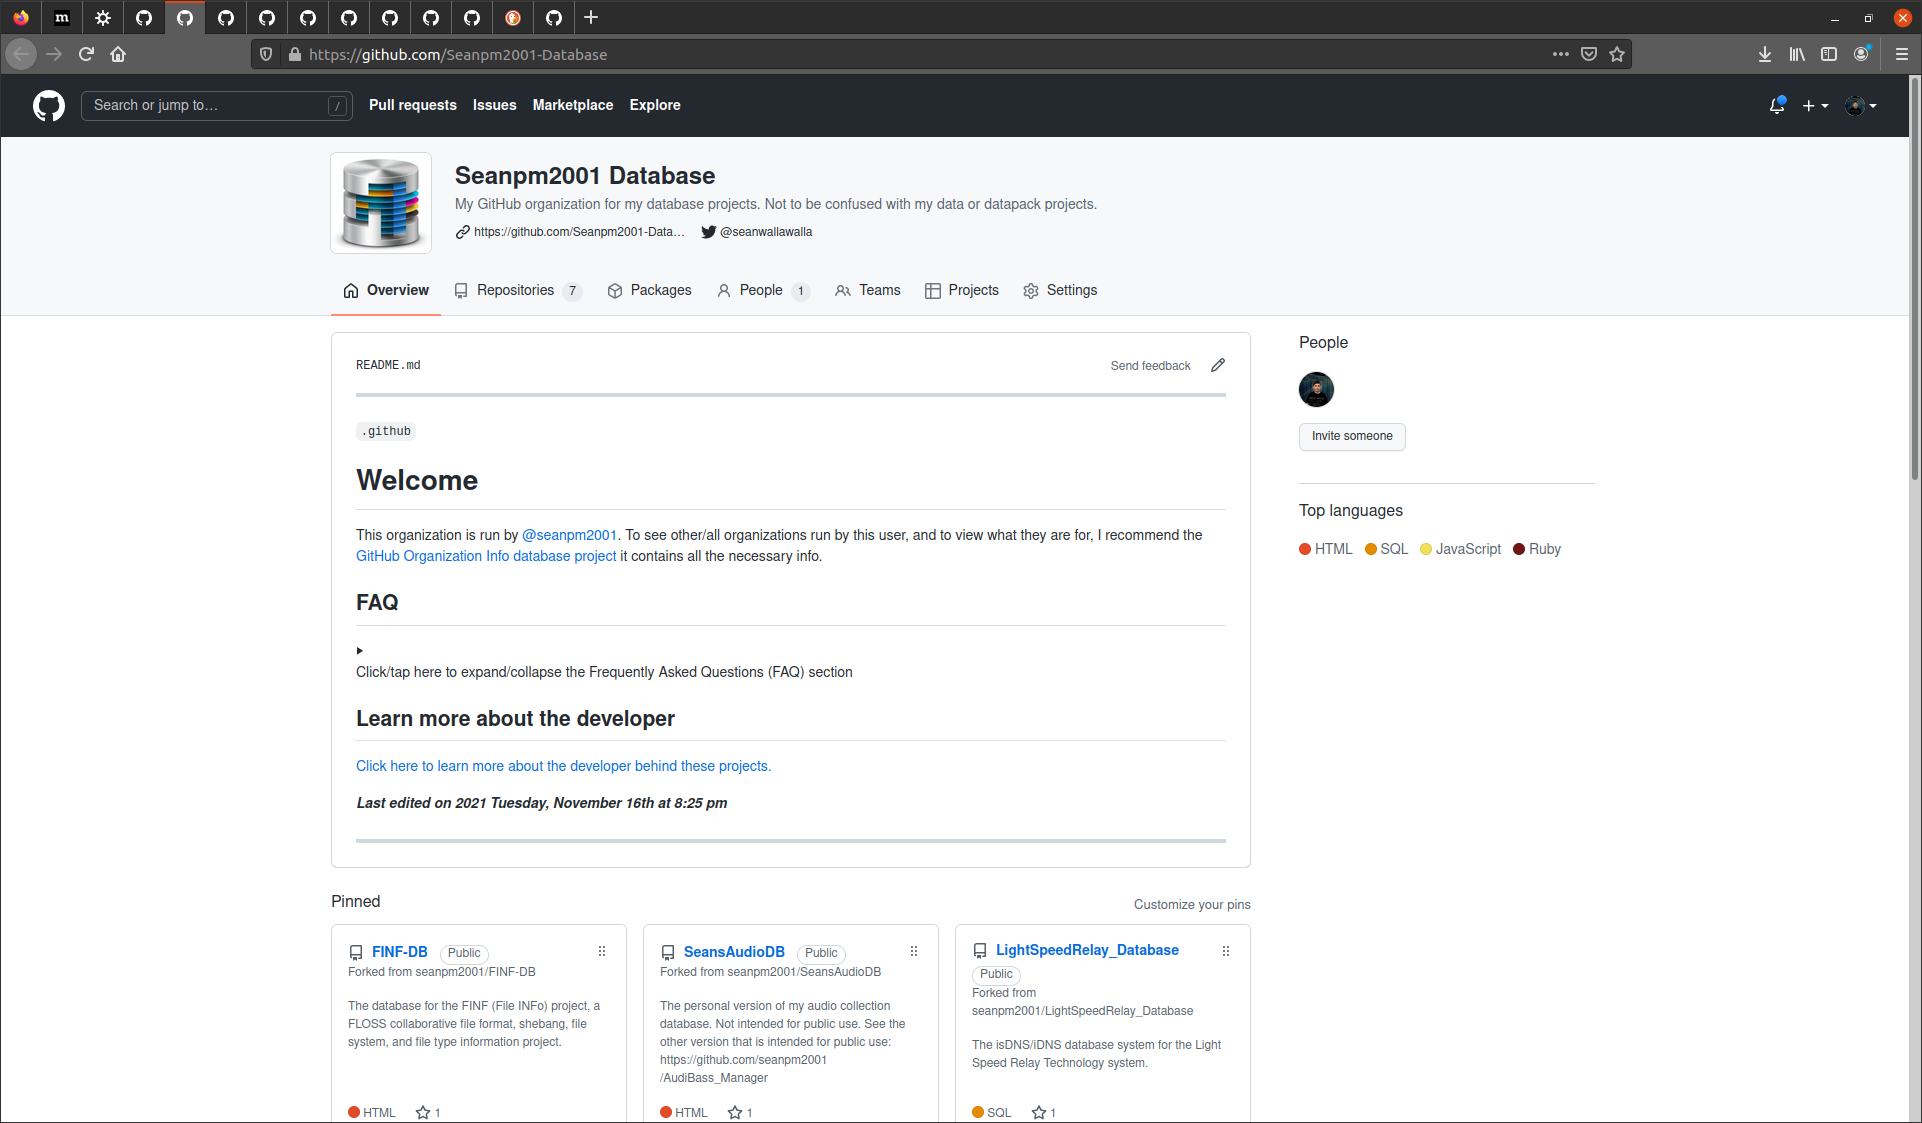 m
https://github.com/Seanpm2001-Database
Search or jump to… /
Pull requests Issues Marketplace Explore
Seanpm2001 Database
My GitHub organization for my database projects. Not to be confused with my data or datapack projects.
https://github.com/Seanpm2001-Data… @seanwallawalla
Overview Repositories 7 Packages People 1 Teams Projects Settings
README.md Send feedback
.github
Welcome
This organization is run by @seanpm2001. To see other/all organizations run by this user, and to view what they are for, I recommend the
GitHub Organization Info database project it contains all the necessary info.
FAQ
Click/tap here to expand/collapse the Frequently Asked Questions (FAQ) section
Learn more about the developer
Click here to learn more about the developer behind these projects.
Last edited on 2021 Tuesday, November 16th at 8:25 pm
People
Invite someone
Top languages
HTML SQL JavaScript Ruby
Pinned Customize your pins
FINF-DB Public
Forked from seanpm2001/FINF-DB
The database for the FINF (File INFo) project, a
FLOSS collaborative file format, shebang, file
system, and file type information project.
HTML 1
SeansAudioDB Public
Forked from seanpm2001/SeansAudioDB
The personal version of my audio collection
database. Not intended for public use. See the
other version that is intended for public use:
https://github.com/seanpm2001
/AudiBass_Manager
HTML 1
LightSpeedRelay_Database
Public
Forked from
seanpm2001/LightSpeedRelay_Database
The isDNS/iDNS database system for the Light
Speed Relay Technology system.
SQL 1